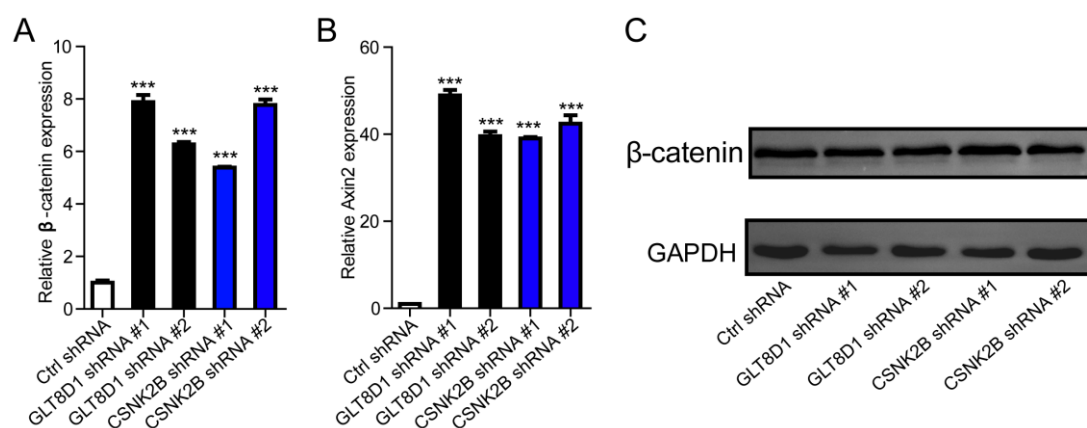 A
Relative β-catenin expression
10
8
6
4
2
0
***
***
***
***
Ctrl shRNA
GLT8D1 shRNA #1
GLT8D1 shRNA #2
CSNK2B shRNA #1
CSNK2B shRNA #2
B
Relative Axin2 expression
60
40
20
0
***
***
***
***
Ctrl shRNA
GLT8D1 shRNA #1
GLT8D1 shRNA #2
CSNK2B shRNA #1
CSNK2B shRNA #2
C
β-catenin
GAPDH
Ctrl shRNA
GLT8D1 shRNA #1
GLT8D1 shRNA #2
CSNK2B shRNA #1
CSNK2B shRNA #2